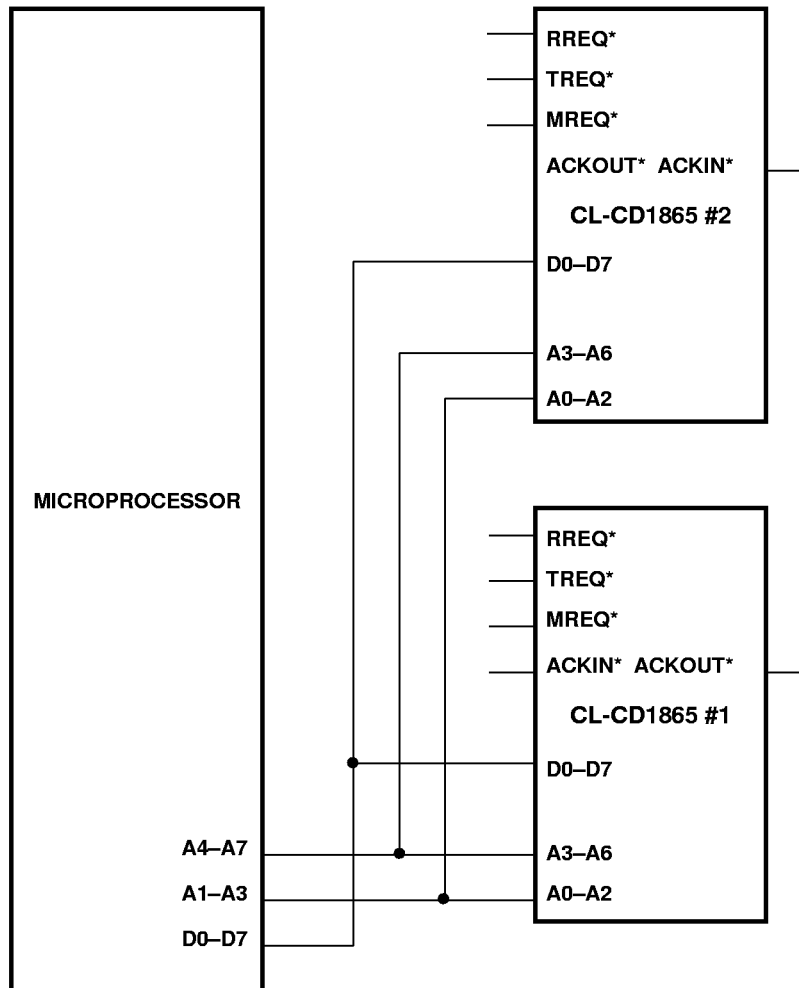 RREQ*
TREQ*
MREQ*
ACKOUT* ACKIN*
CL-CD1865 #2
D0–D7
A3–A6
A0–A2
MICROPROCESSOR
RREQ*
TREQ*
MREQ*
ACKIN* ACKOUT*
CL-CD1865 #1
D0–D7
A4–A7
A3–A6
A1–A3
A0–A2
D0–D7